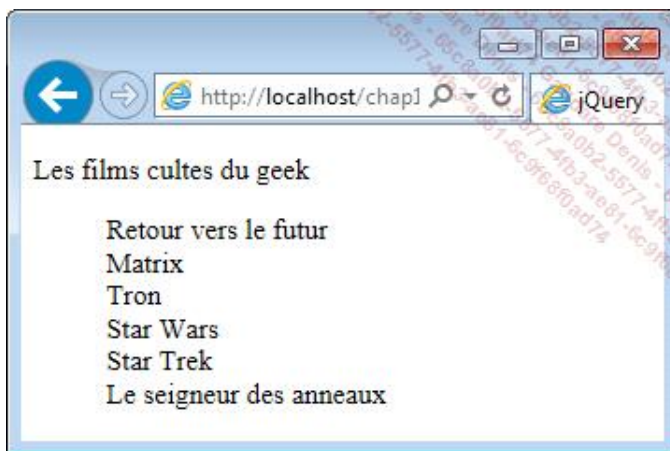 http://localhost/chap1
jQuery
Les films cultes du geek
Retour vers le futur
Matrix
Tron
Star Wars
Star Trek
Le seigneur des anneaux